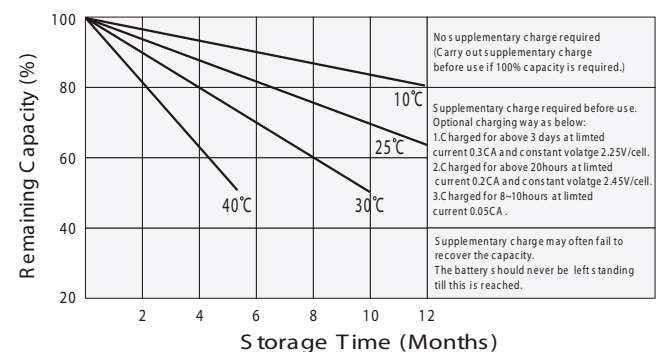 100
80
60
40
20
Remaining Capacity (%)
2 4 6 8 10 12
Storage Time (Months)
10℃
25℃
30℃
40℃
No supplementary charge required
(Carry out supplementary charge
before use if 100% capacity is required.)
Supplementary charge required before use.
Optional charging way as below:
1.Charged for above 3 days at limted
current 0.3CA and constant volatge 2.25V/cell.
2.Charged for above 20hours at limted
current 0.2CA and constant volatge 2.45V/cell.
3.Charged for 8~10hours at limted
current 0.05CA .
Supplementary charge may often fail to
recover the capacity.
The battery should never be left standing
till this is reached.